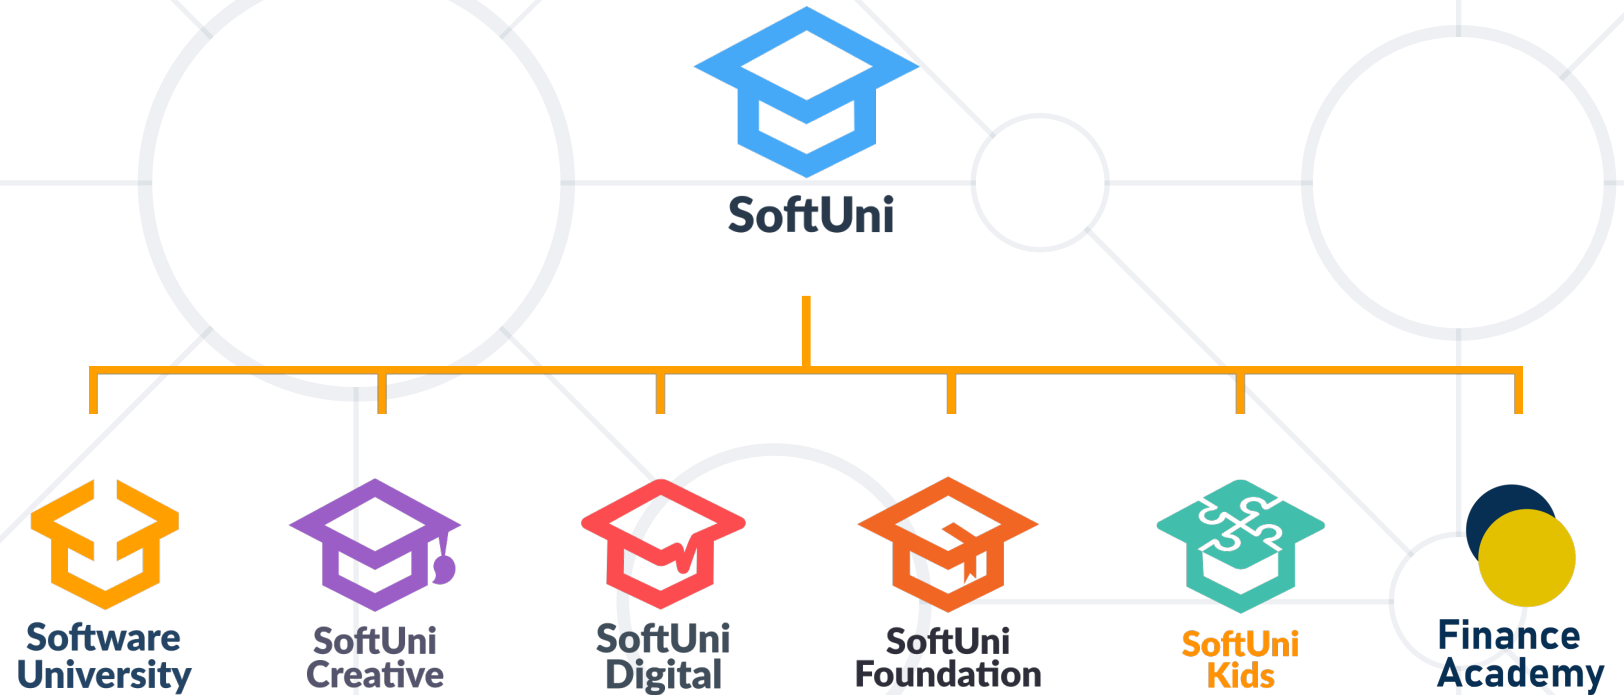 SoftUni
Software
University
SoftUni
Creative
SoftUni
Digital
SoftUni
Foundation
SoftUni
Kids
Finance
Academy